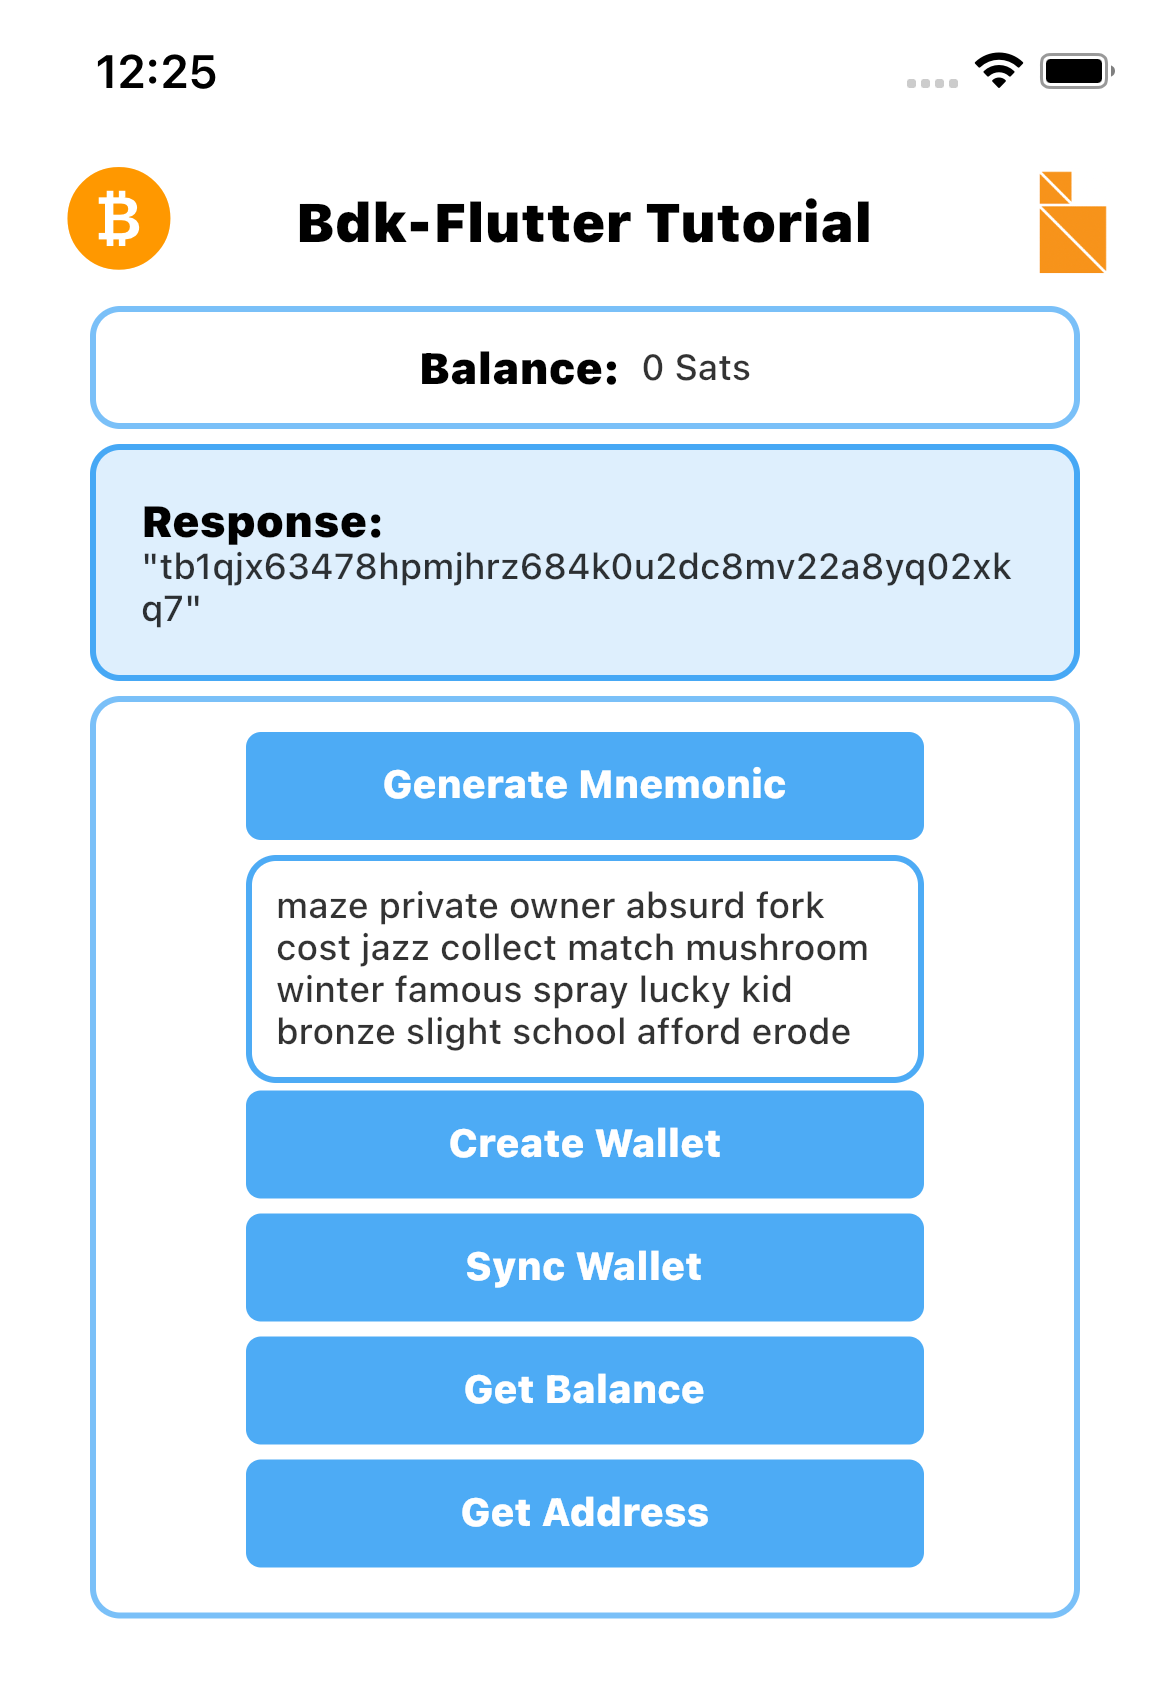 12:25
Bdk-Flutter Tutorial
Balance: 0 Sats
Response:
"tb1qjx63478hpmjhrz684k0u2dc8mv22a8yq02xk
q7"
Generate Mnemonic
maze private owner absurd fork
cost jazz collect match mushroom
winter famous spray lucky kid
bronze slight school afford erode
Create Wallet
Sync Wallet
Get Balance
Get Address